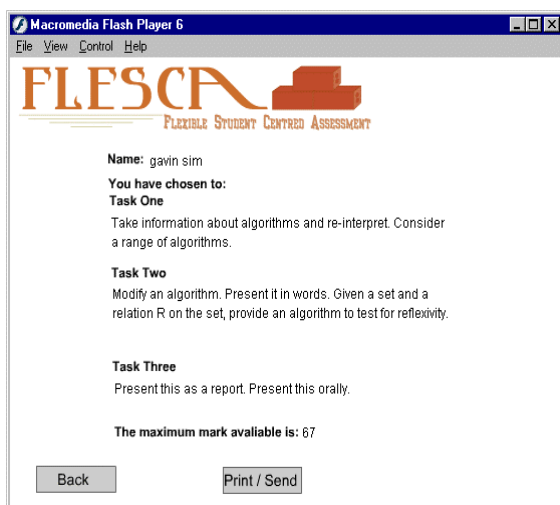 Macromedia Flash Player 6
File View Control Help
FLESCA
FLEXIBLE STUDENT CENTRED ASSESSMENT
Name: gavin sim
You have chosen to:
Task One
Take information about algorithms and re-interpret. Consider
a range of algorithms.
Task Two
Modify an algorithm. Present it in words. Given a set and a
relation R on the set, provide an algorithm to test for reflexivity.
Task Three
Present this as a report. Present this orally.
The maximum mark avaliable is: 67
Back
Print / Send